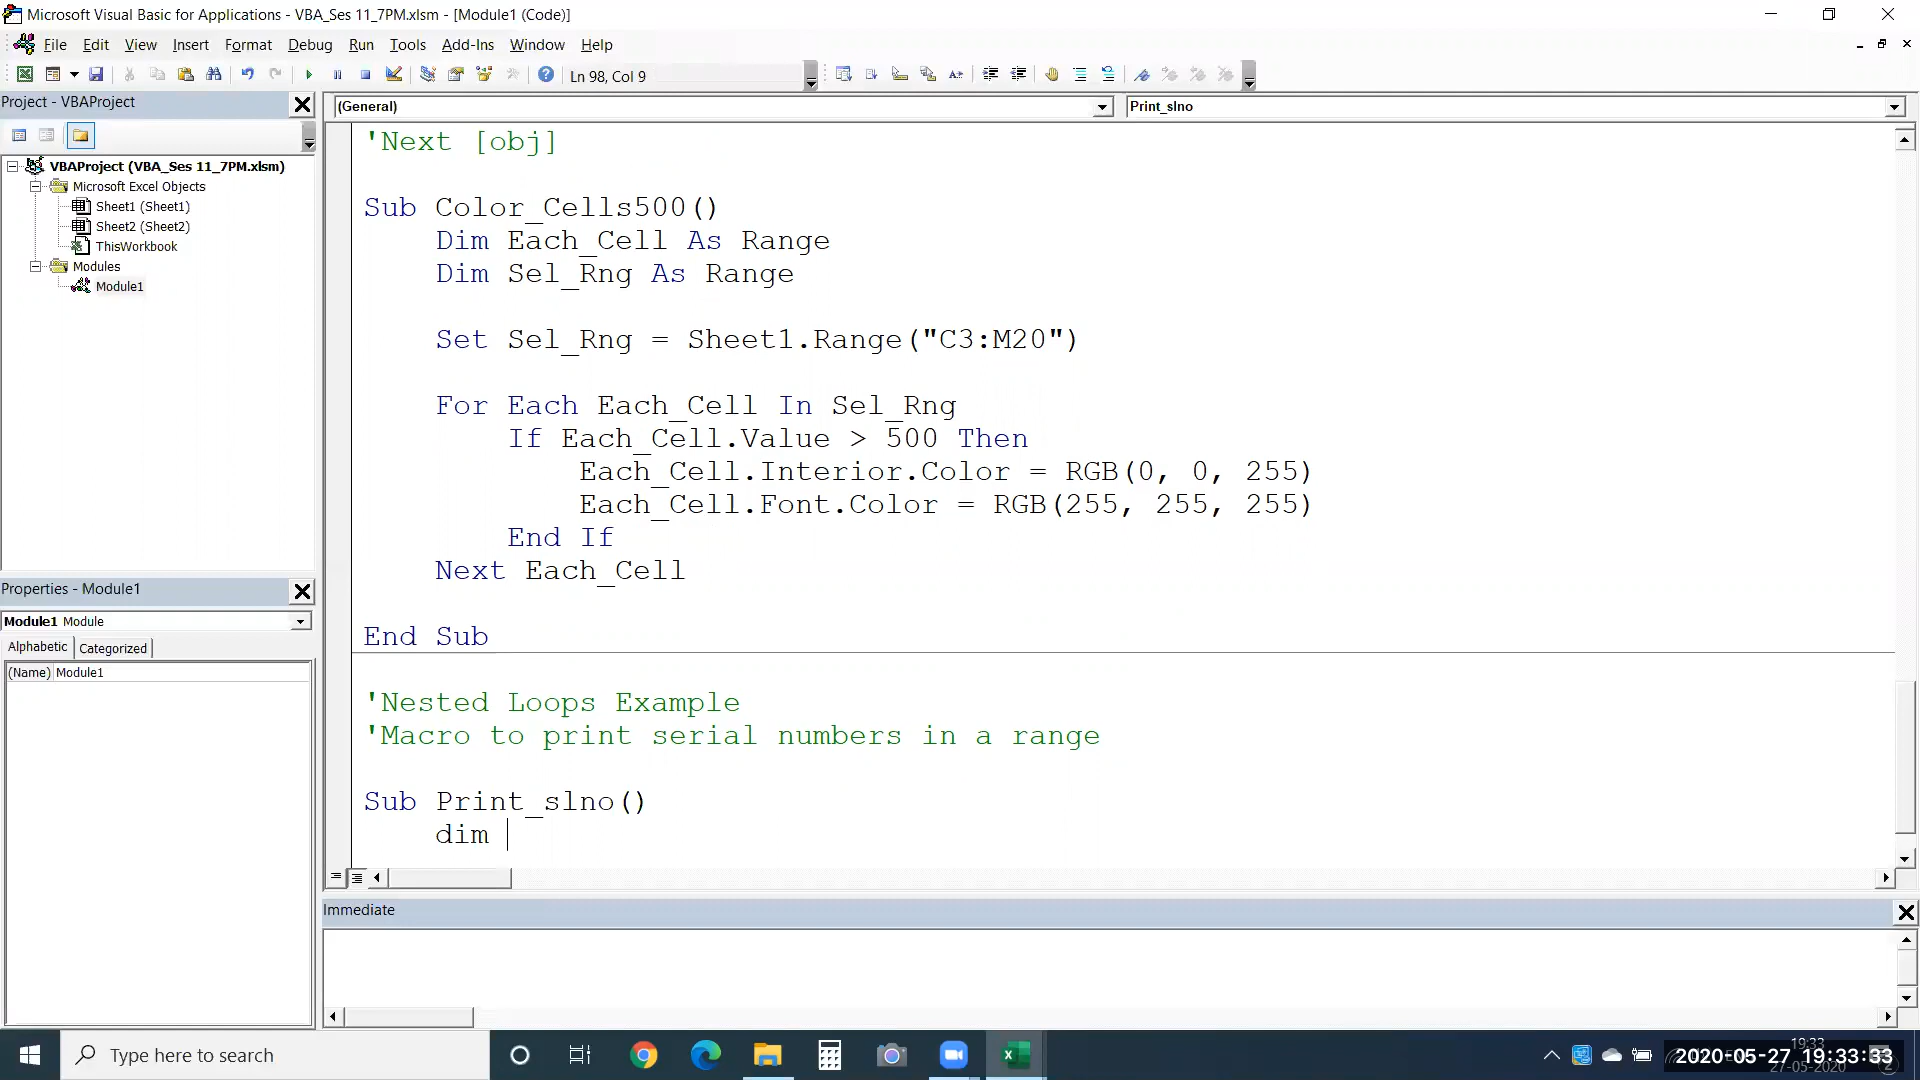 Microsoft Visual Basic for Applications - VBA_Ses 11_7PM.xlsm - [Module1 (Code)]
File Edit View Insert Format Debug Run Tools Add-Ins Window Help
Ln 98, Col 9
Project - VBAProject
VBAProject (VBA_Ses 11_7PM.xlsm)
Microsoft Excel Objects
Sheet1 (Sheet1)
Sheet2 (Sheet2)
ThisWorkbook
Modules
Module1
Properties - Module1
Module1 Module
Alphabetic Categorized
(Name) Module1
(General) Print_slno
'Next [obj]
Sub Color_Cells500()
Dim Each_Cell As Range
Dim Sel_Rng As Range
Set Sel_Rng = Sheet1.Range("C3:M20")
For Each Each_Cell In Sel_Rng
If Each_Cell.Value > 500 Then
Each_Cell.Interior.Color = RGB(0, 0, 255)
Each_Cell.Font.Color = RGB(255, 255, 255)
End If
Next Each_Cell
End Sub
'Nested Loops Example
'Macro to print serial numbers in a range
Sub Print_slno()
dim
Immediate
Type here to search
19:33
2020-05-27 19:33:33
27-05-2020
2